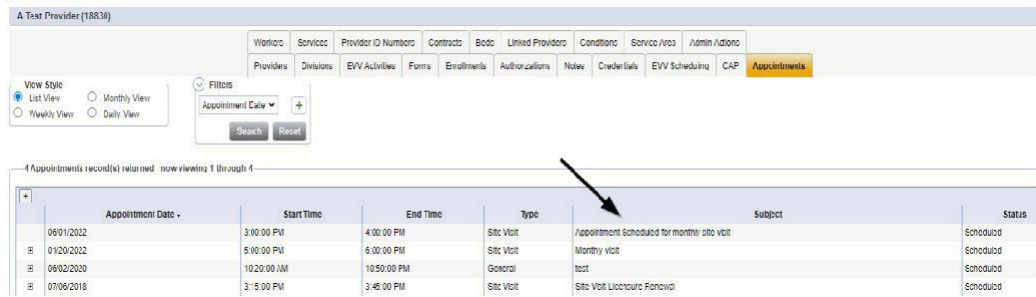 A Test Provider (18830)
Workers Services Provider ID Numbers Contracts Beds Linked Providers Conditions Service Area Admin Actions
Providers Divisions EVV Activities Forms Enrollments Authorizations Notes Credentials EVV Scheduling CAP Appointments
View Style
List View Monthly View
Weekly View Daily View
Filters
Appointment Date
Search Reset
4 Appointments record(s) returned now viewing 1 through 4
Appointment Date Start Time End Time Type Subject Status
06/01/2022 3:00:00 PM 4:00:00 PM Site Visit Appointment Scheduled for monthly site visit Scheduled
01/20/2022 5:00:00 PM 6:00:00 PM Site Visit Monthy visit Scheduled
06/02/2020 10:20:00 AM 10:50:00 PM General test Scheduled
07/06/2018 3:15:00 PM 3:45:00 PM Site Visit Site Visit Licensure Renewal Scheduled